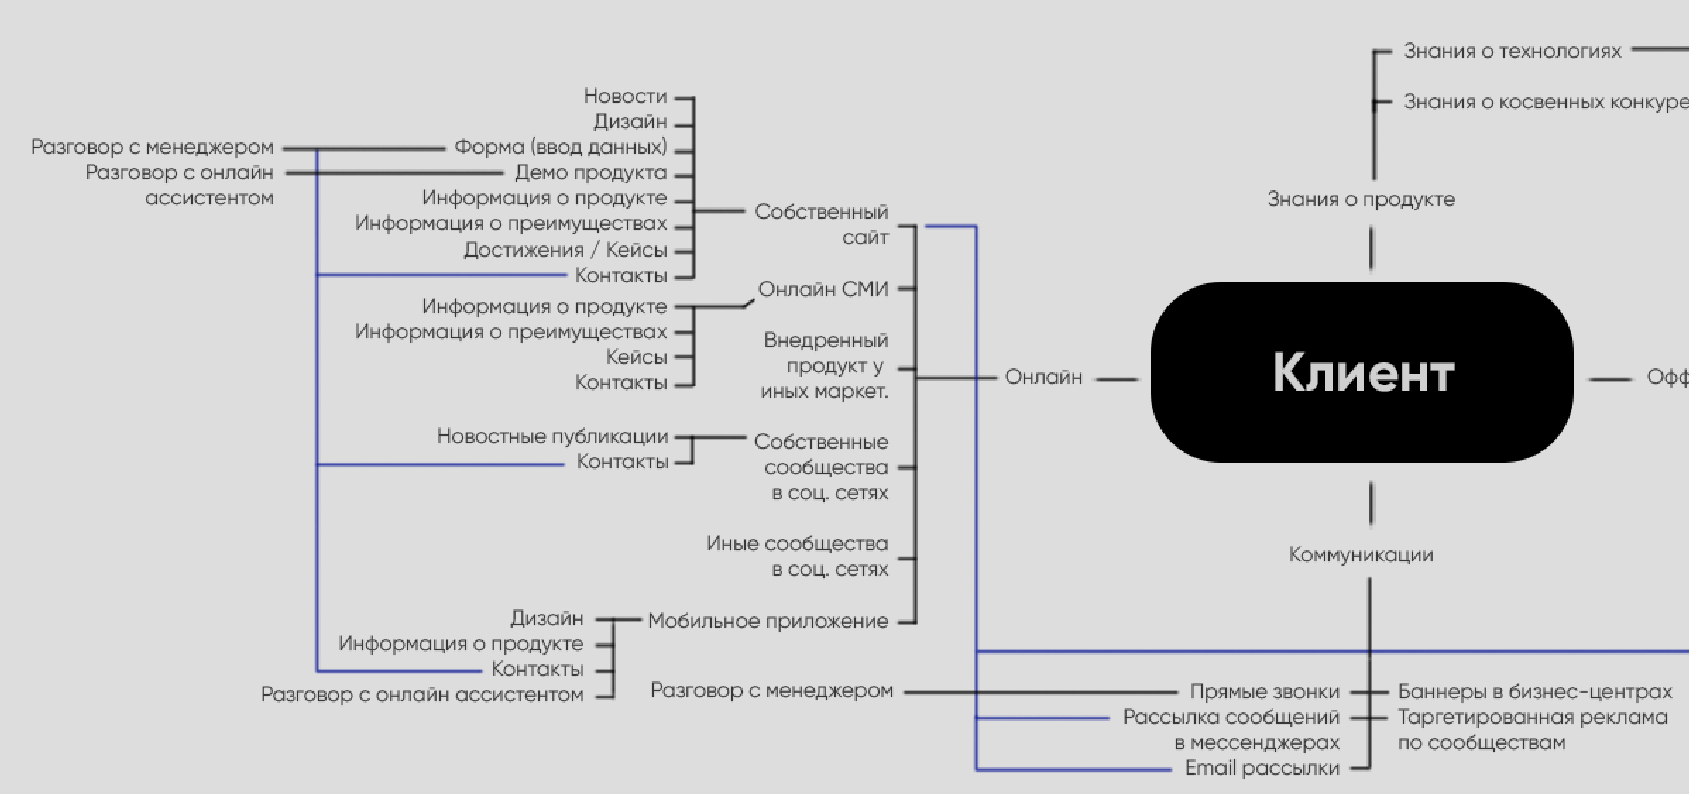 Знания о технологиях
Знания о косвенных конкуре
Знания о продукте
Новости
Дизайн
Разговор с менеджером
Форма (ввод данных)
Разговор с онлайн
ассистентом
Демо продукта
Информация о продукте
Информация о преимуществах
Достижения / Кейсы
Контакты
Собственный
сайт
Онлайн СМИ
Информация о продукте
Информация о преимуществах
Кейсы
Контакты
Внедренный
продукт у
иных маркет.
Онлайн
Клиент
Офф
Новостные публикации
Контакты
Собственные
сообщества
в соц. сетях
Иные сообщества
в соц. сетях
Коммуникации
Мобильное приложение
Дизайн
Информация о продукте
Контакты
Разговор с онлайн ассистентом
Разговор с менеджером
Прямые звонки
Рассылка сообщений
в мессенджерах
Email рассылки
Баннеры в бизнес-центрах
Таргетированная реклама
по сообществам